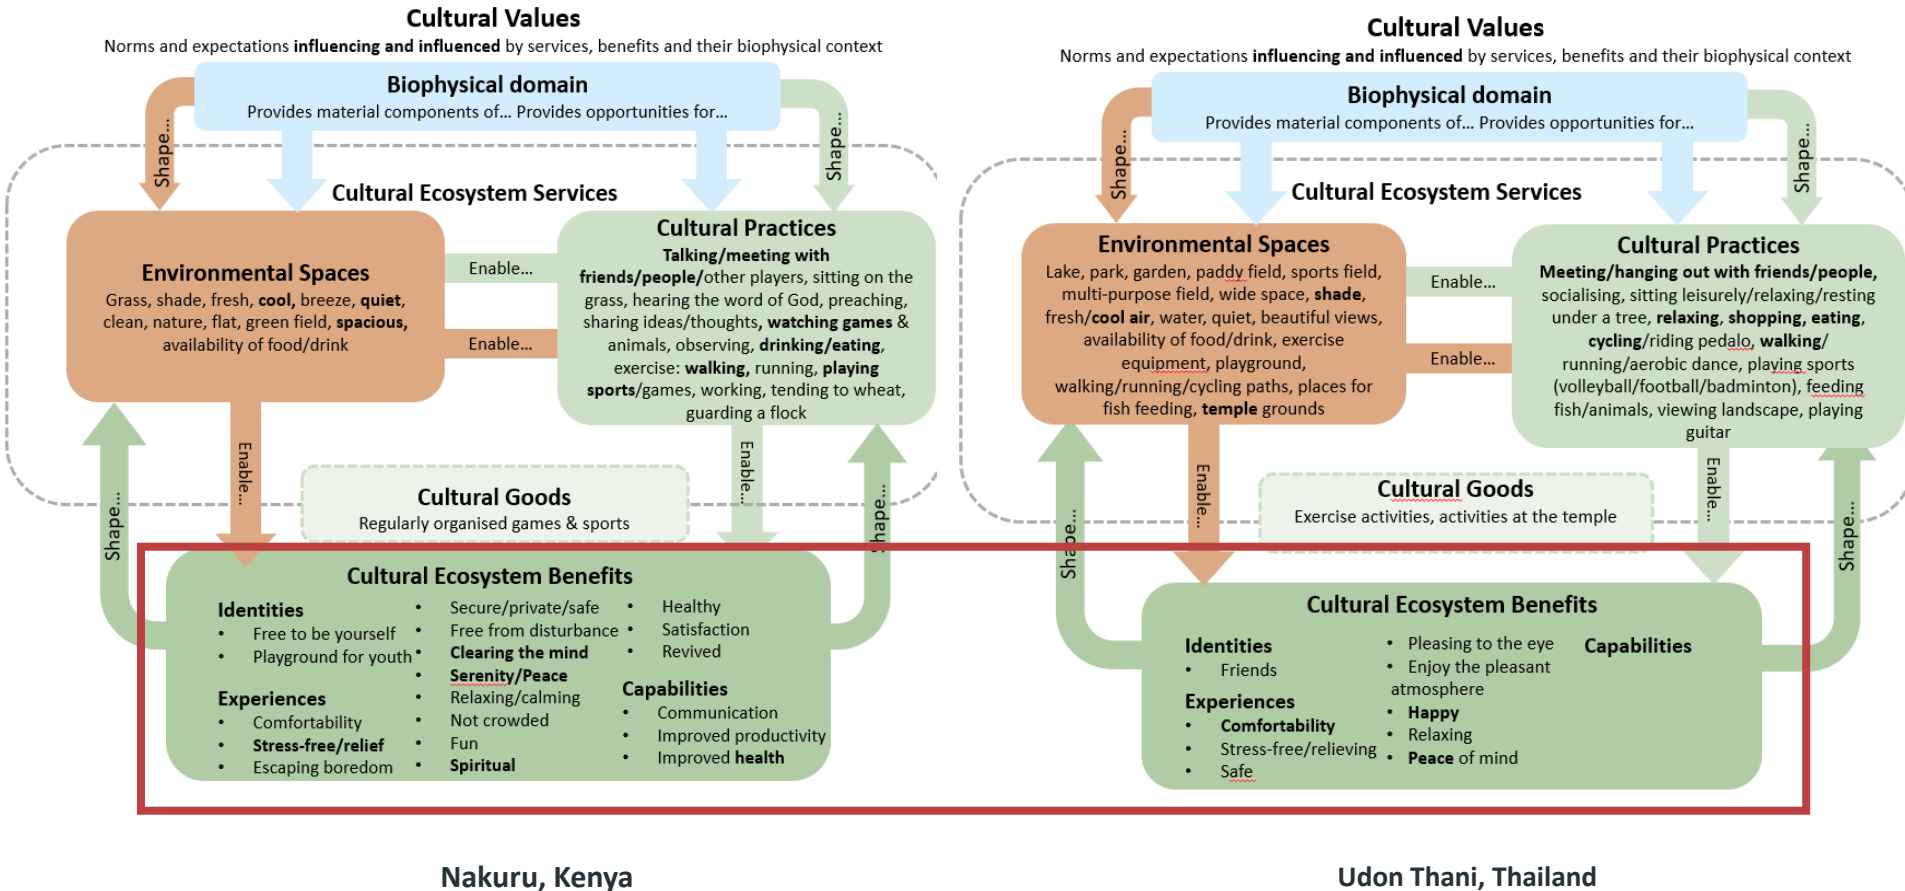 Cultural Values
Norms and expectations influencing and influenced by services, benefits and their biophysical context
Biophysical domain
Provides material components of... Provides opportunities for...
Shape...
Shape...
Cultural Ecosystem Services
Environmental Spaces
Grass, shade, fresh, cool, breeze, quiet,
clean, nature, flat, green field, spacious,
availability of food/drink
Enable...
Enable...
Cultural Practices
Talking/meeting with
friends/people/other players, sitting on the
grass, hearing the word of God, preaching,
sharing ideas/thoughts, watching games &
animals, observing, drinking/eating,
exercise: walking, running, playing
sports/games, working, tending to wheat,
guarding a flock
Enable...
Enable...
Shape...
Shape...
Cultural Goods
Regularly organised games & sports
Cultural Ecosystem Benefits
Identities
• Free to be yourself
• Playground for youth
Experiences
• Comfortability
• Stress-free/relief
• Escaping boredom
• Secure/private/safe
• Free from disturbance
• Clearing the mind
• Serenity/Peace
• Relaxing/calming
• Not crowded
• Fun
• Spiritual
• Healthy
• Satisfaction
• Revived
Capabilities
• Communication
• Improved productivity
• Improved health
Nakuru, Kenya
Cultural Values
Norms and expectations influencing and influenced by services, benefits and their biophysical context
Biophysical domain
Provides material components of... Provides opportunities for...
Shape...
Shape...
Cultural Ecosystem Services
Environmental Spaces
Lake, park, garden, paddy field, sports field,
multi-purpose field, wide space, shade,
fresh/cool air, water, quiet, beautiful views,
availability of food/drink, exercise
equipment, playground,
walking/running/cycling paths, places for
fish feeding, temple grounds
Enable...
Enable...
Cultural Practices
Meeting/hanging out with friends/people,
socialising, sitting leisurely/relaxing/resting
under a tree, relaxing, shopping, eating,
cycling/riding pedalo, walking/
running/aerobic dance, playing sports
(volleyball/football/badminton), feeding
fish/animals, viewing landscape, playing
guitar
Enable...
Enable...
Shape...
Shape...
Cultural Goods
Exercise activities, activities at the temple
Cultural Ecosystem Benefits
Identities
• Friends
Experiences
• Comfortability
• Stress-free/relieving
• Safe
• Pleasing to the eye
• Enjoy the pleasant
atmosphere
• Happy
• Relaxing
• Peace of mind
Capabilities
Udon Thani, Thailand